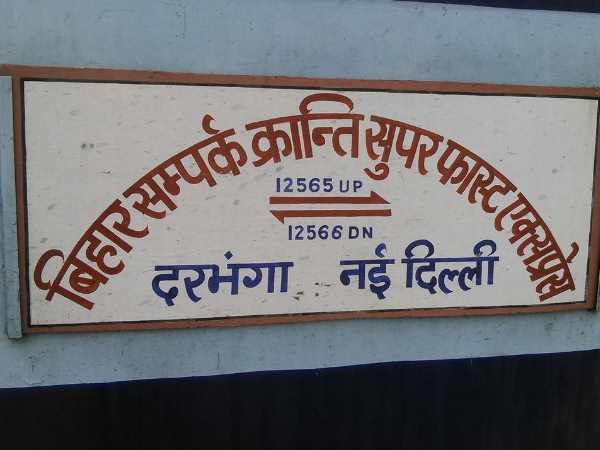 बिहार सम्पर्क क्रान्ति सुपर फास्ट एक्सप्रेस
12565 UP
12566 DN
दरभंगा नई दिल्ली